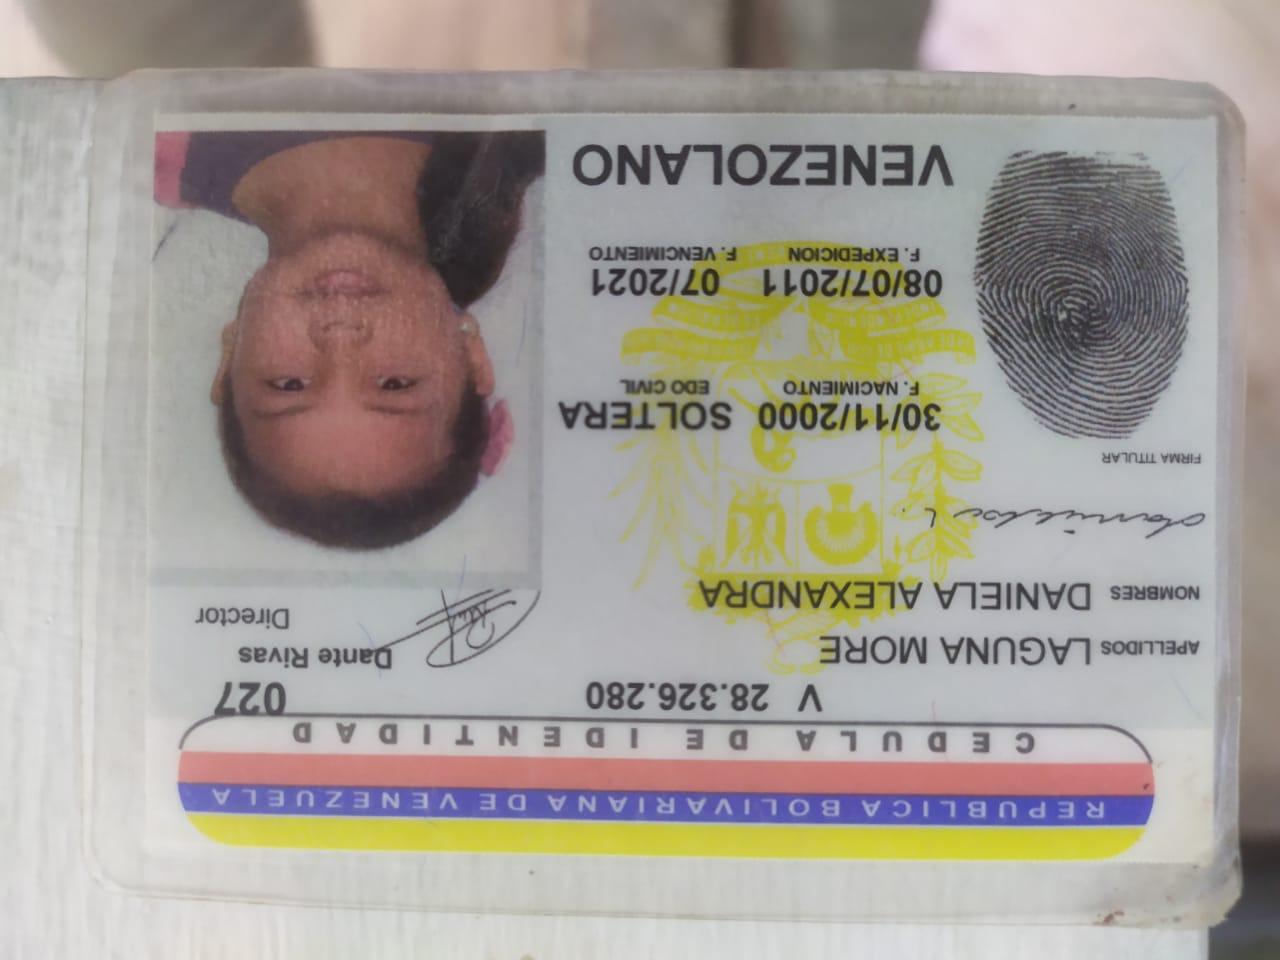 REPUBLICA BOLIVARIANA DE VENEZUELA
CEDULA DE IDENTIDAD
V 28.326.280 027
APELLIDOS LAGUNA MORE
Dante Rivas
Director
NOMBRES DANIELA ALEXANDRA
FIRMA TITULAR
30/11/2000 SOLTERA
F. NACIMIENTO EDO CIVIL
08/07/2011 07/2021
F. EXPEDICION F. VENCIMIENTO
VENEZOLANO